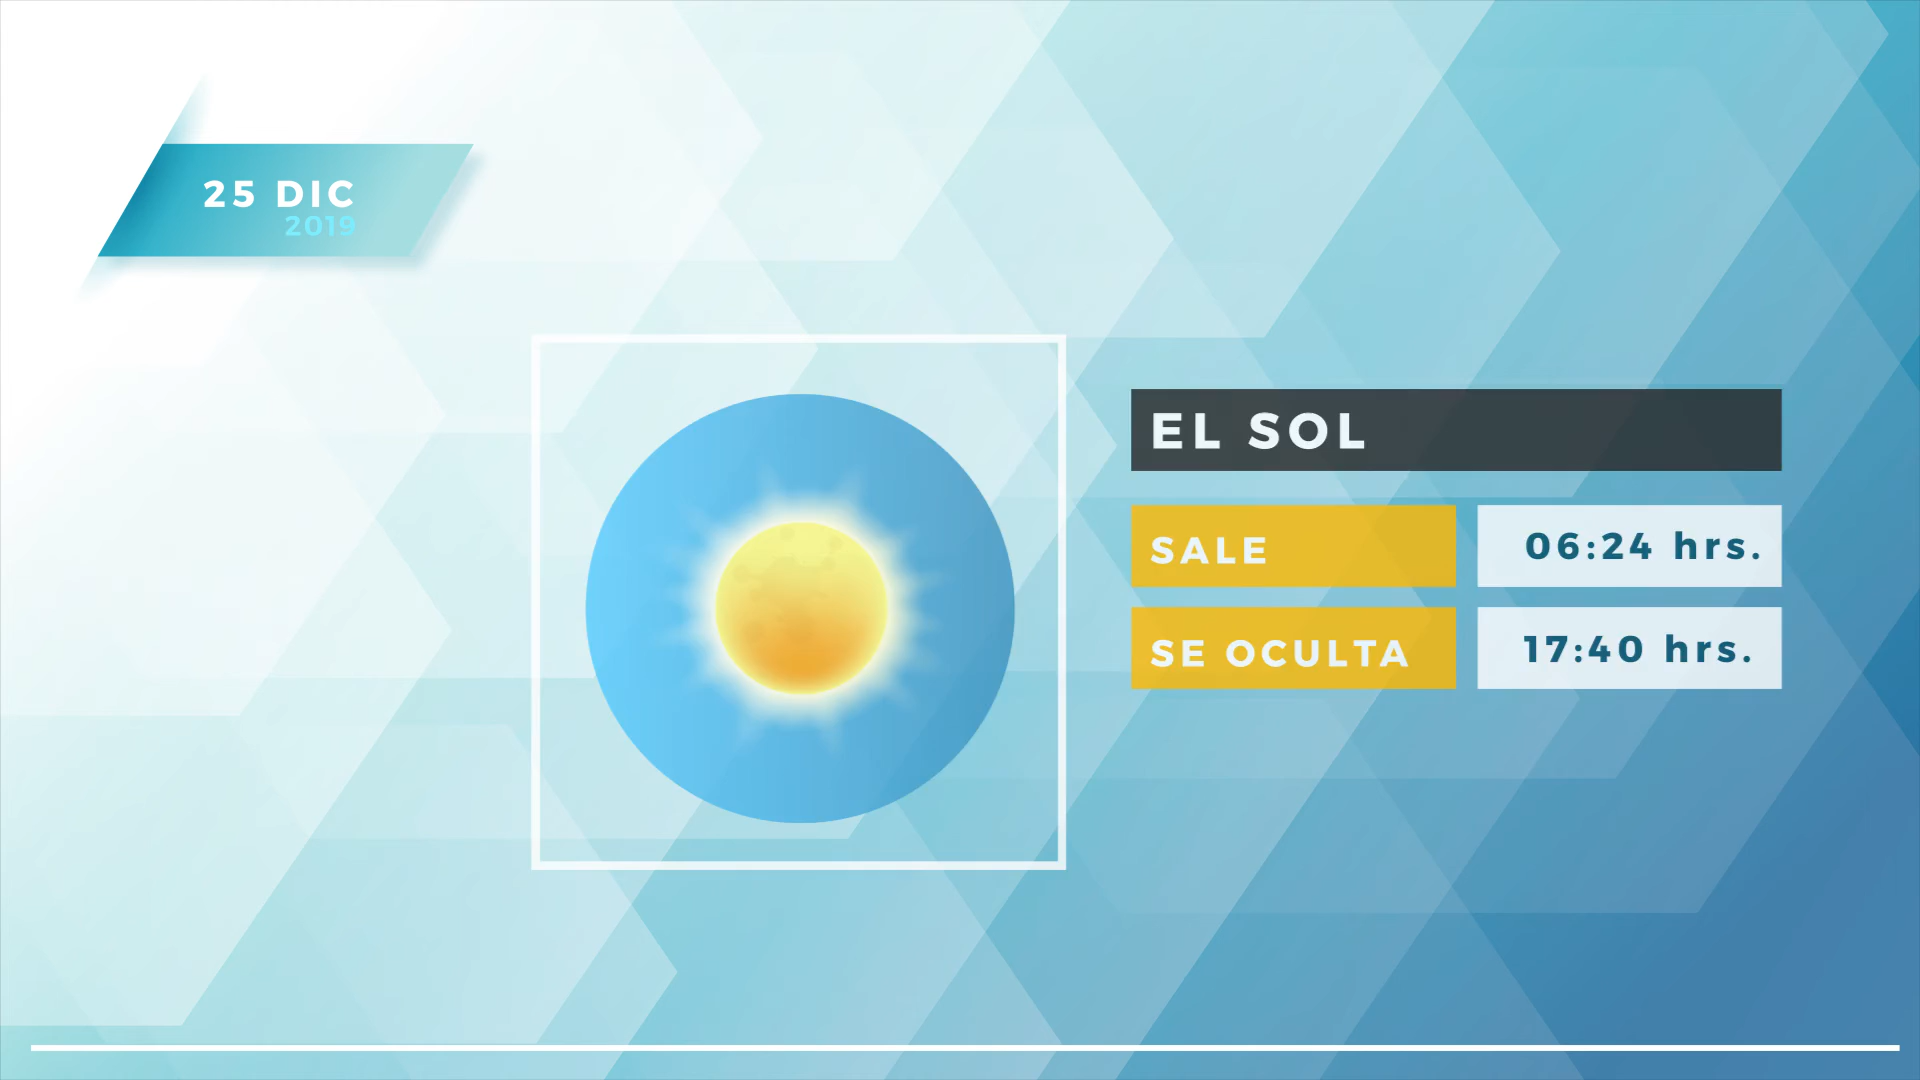 25 DIC
2019
EL SOL
SALE 06:24 hrs.
SE OCULTA 17:40 hrs.